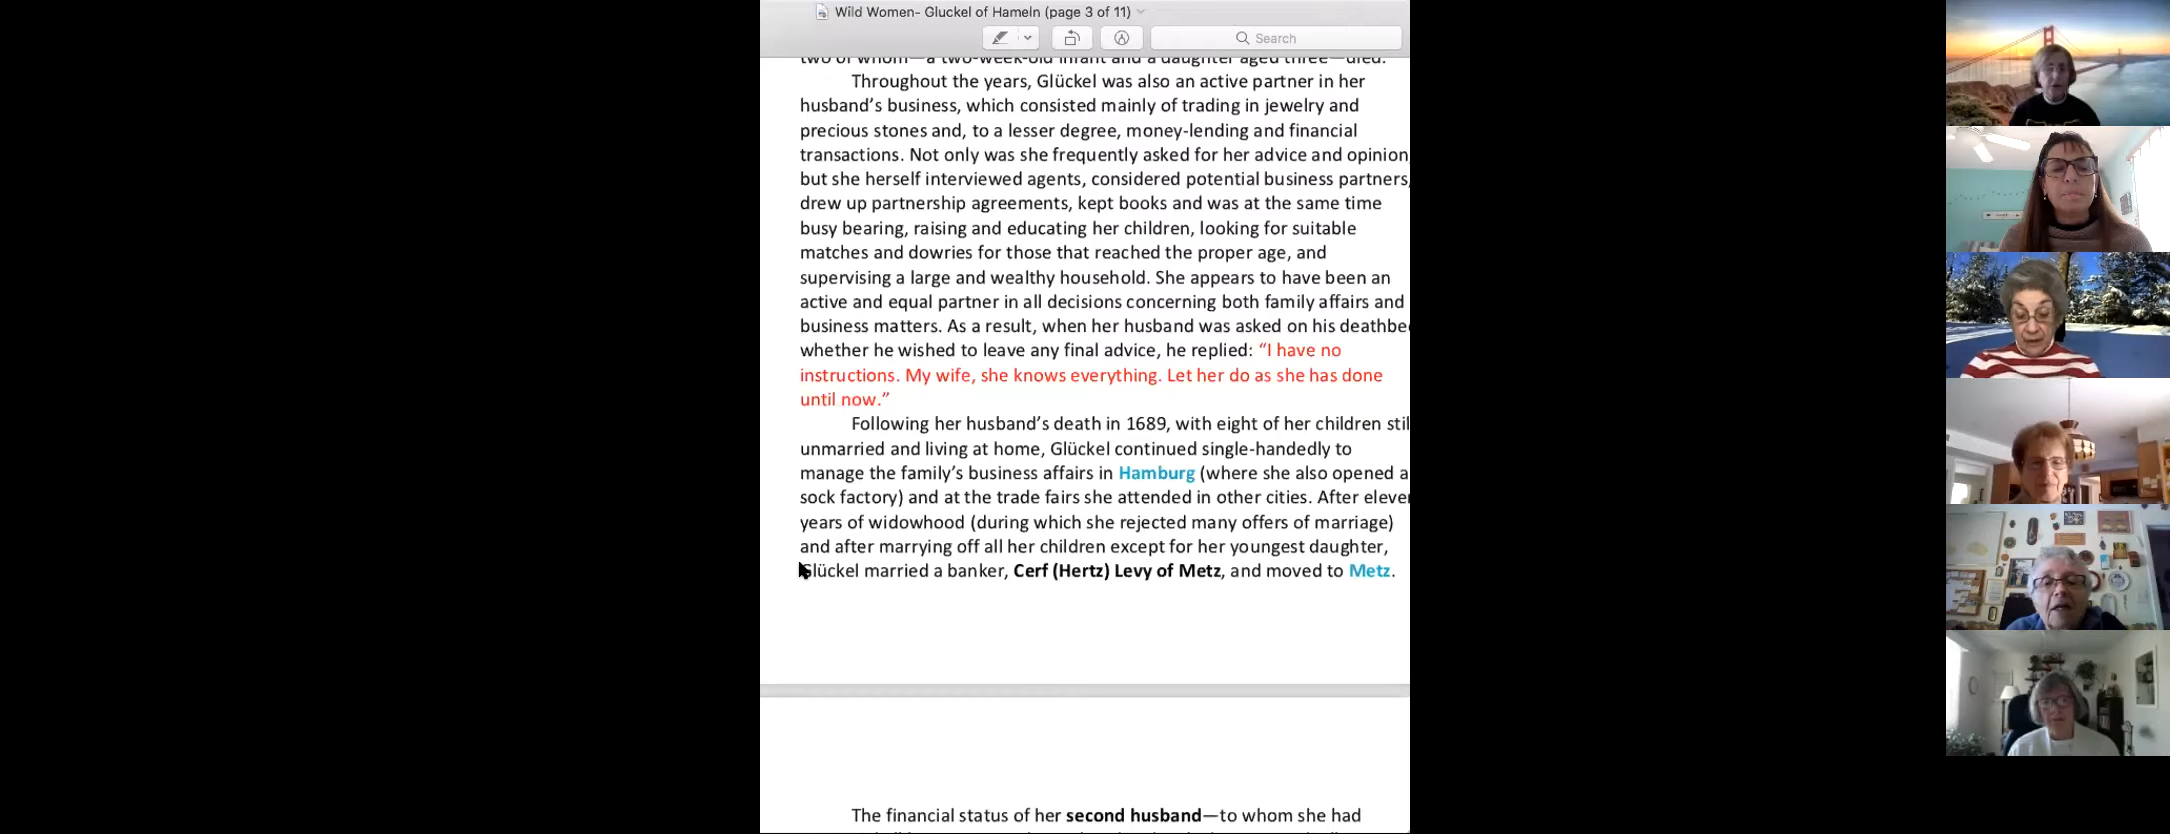 Wild Women- Gluckel of Hameln (page 3 of 11)
Search
two of whom—a two-week-old infant and a daughter aged three—died.
Throughout the years, Glückel was also an active partner in her
husband’s business, which consisted mainly of trading in jewelry and
precious stones and, to a lesser degree, money-lending and financial
transactions. Not only was she frequently asked for her advice and opinion,
but she herself interviewed agents, considered potential business partners,
drew up partnership agreements, kept books and was at the same time
busy bearing, raising and educating her children, looking for suitable
matches and dowries for those that reached the proper age, and
supervising a large and wealthy household. She appears to have been an
active and equal partner in all decisions concerning both family affairs and
business matters. As a result, when her husband was asked on his deathbe
whether he wished to leave any final advice, he replied: “I have no
instructions. My wife, she knows everything. Let her do as she has done
until now.”
Following her husband’s death in 1689, with eight of her children stil
unmarried and living at home, Glückel continued single-handedly to
manage the family’s business affairs in Hamburg (where she also opened a
sock factory) and at the trade fairs she attended in other cities. After eleve
years of widowhood (during which she rejected many offers of marriage)
and after marrying off all her children except for her youngest daughter,
Glückel married a banker, Cerf (Hertz) Levy of Metz, and moved to Metz.
The financial status of her second husband—to whom she had